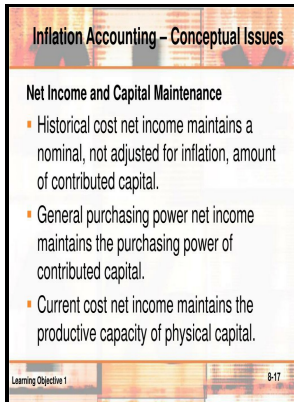 Inflation Accounting – Conceptual Issues
Net Income and Capital Maintenance
▪ Historical cost net income maintains a
nominal, not adjusted for inflation, amount
of contributed capital.
▪ General purchasing power net income
maintains the purchasing power of
contributed capital.
▪ Current cost net income maintains the
productive capacity of physical capital.
Learning Objective 1
8-17